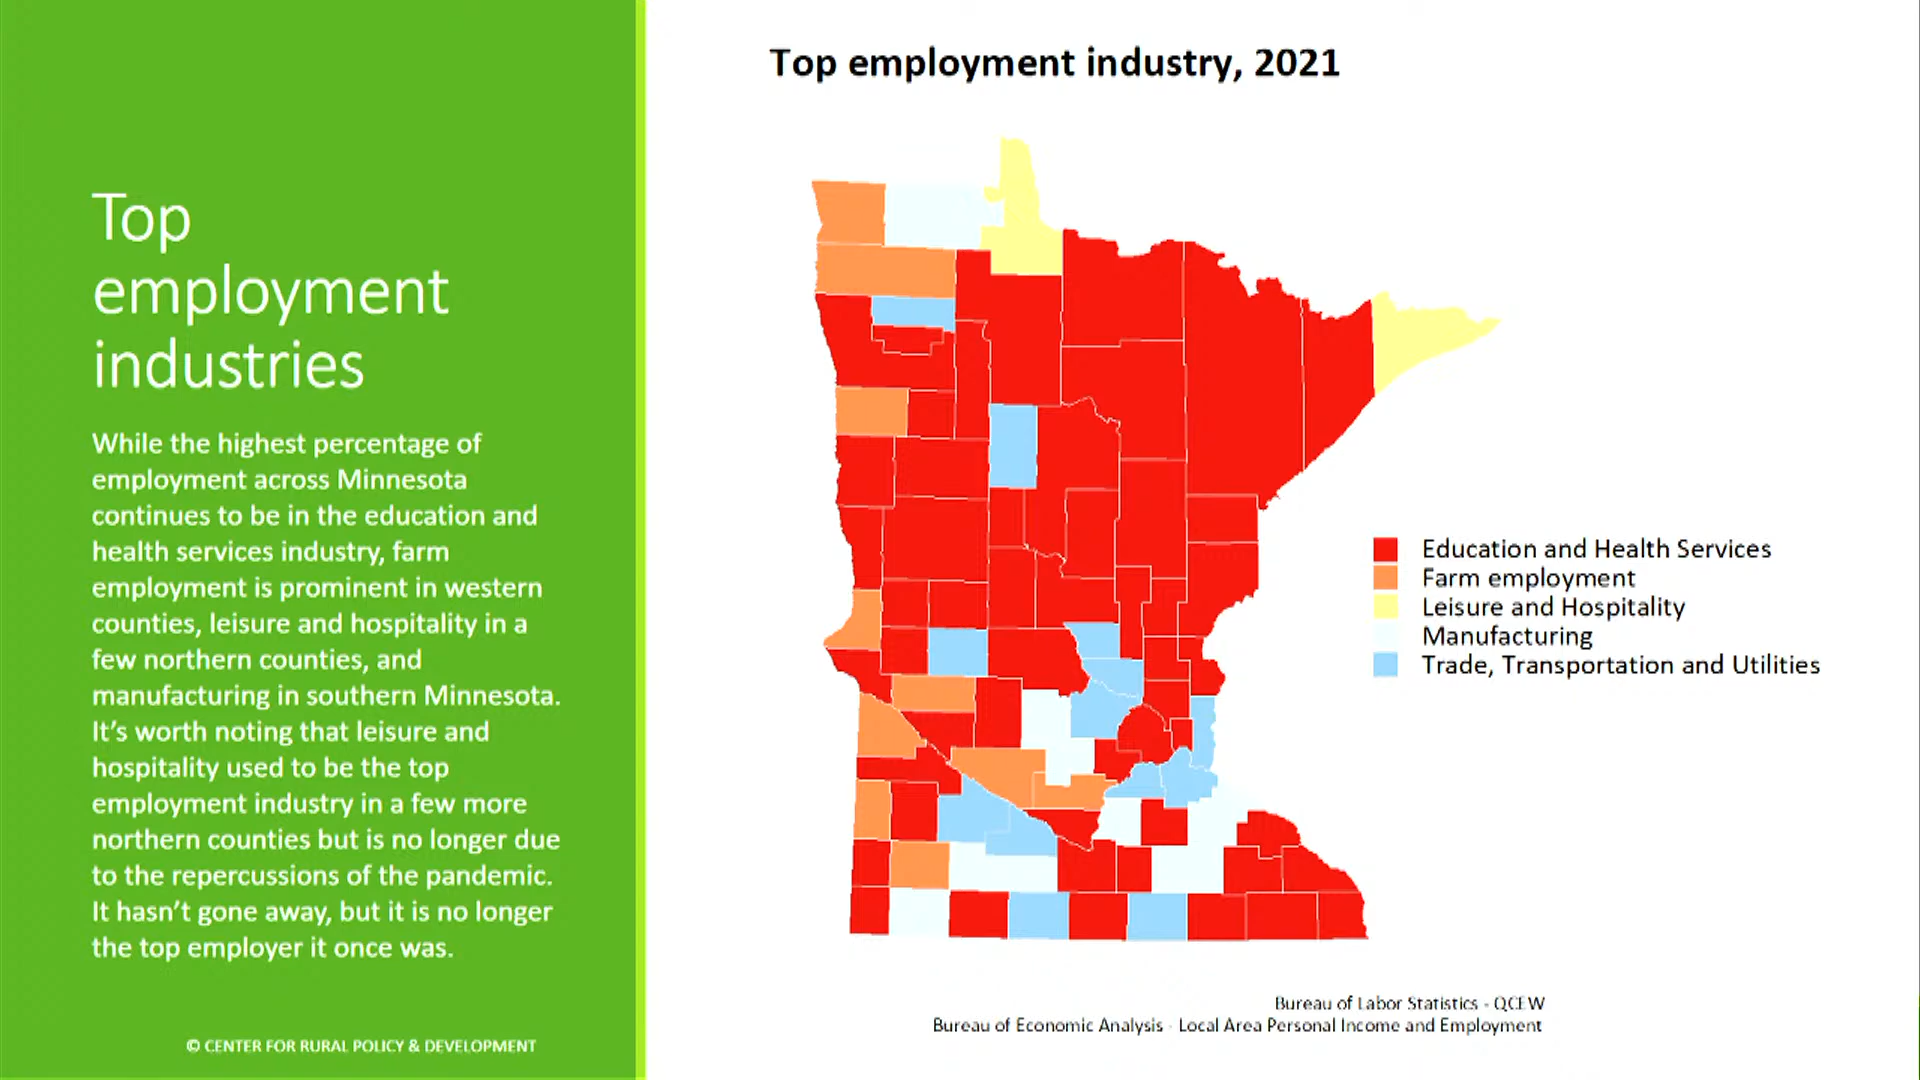 Top
employment
industries
While the highest percentage of
employment across Minnesota
continues to be in the education and
health services industry, farm
employment is prominent in western
counties, leisure and hospitality in a
few northern counties, and
manufacturing in southern Minnesota.
It’s worth noting that leisure and
hospitality used to be the top
employment industry in a few more
northern counties but is no longer due
to the repercussions of the pandemic.
It hasn’t gone away, but it is no longer
the top employer it once was.
© CENTER FOR RURAL POLICY & DEVELOPMENT
Top employment industry, 2021
Education and Health Services
Farm employment
Leisure and Hospitality
Manufacturing
Trade, Transportation and Utilities
Bureau of Labor Statistics - QCEW
Bureau of Economic Analysis - Local Area Personal Income and Employment